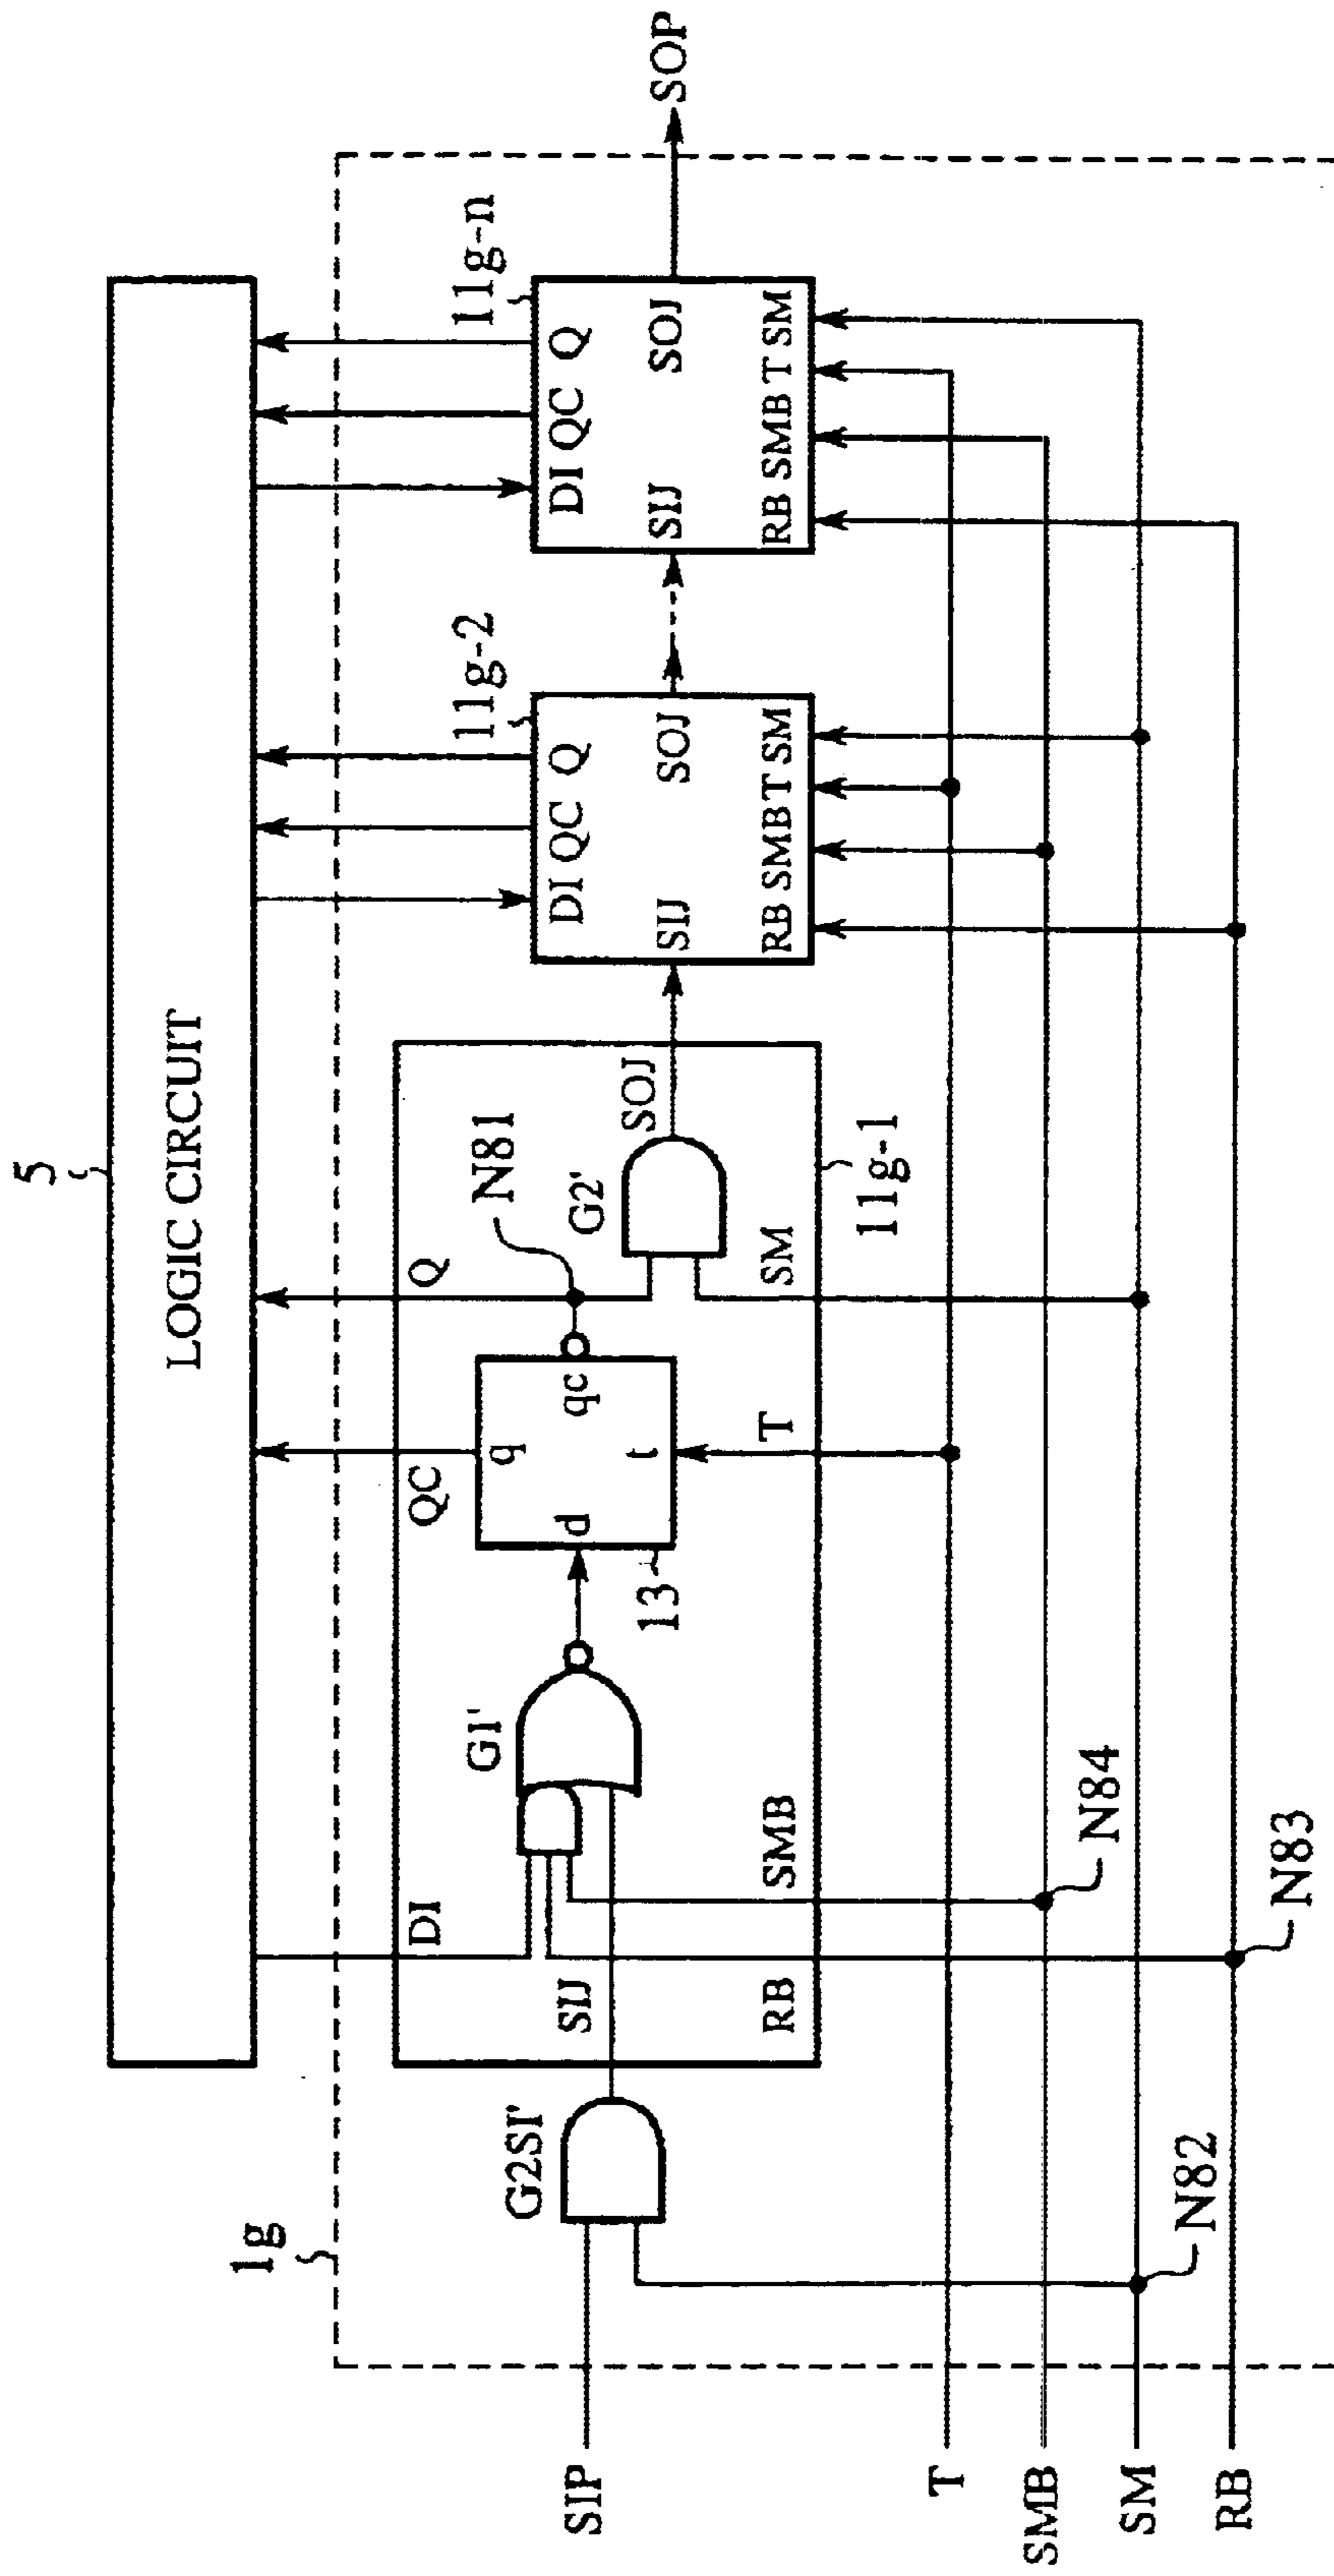 5
LOGIC CIRCUIT
1g
QC
Q
N81
DI
G1'
q
d
qc
t
13
G2'
SOJ
SIJ
RB
SMB
T
SM
11g-1
G2SI'
SIP
11g-2
DI QC Q
SIJ
SOJ
RB SMB T SM
11g-n
DI QC Q
SIJ
SOJ
RB SMB T SM
SOP
N84
N82
N83
T
SMB
SM
RB